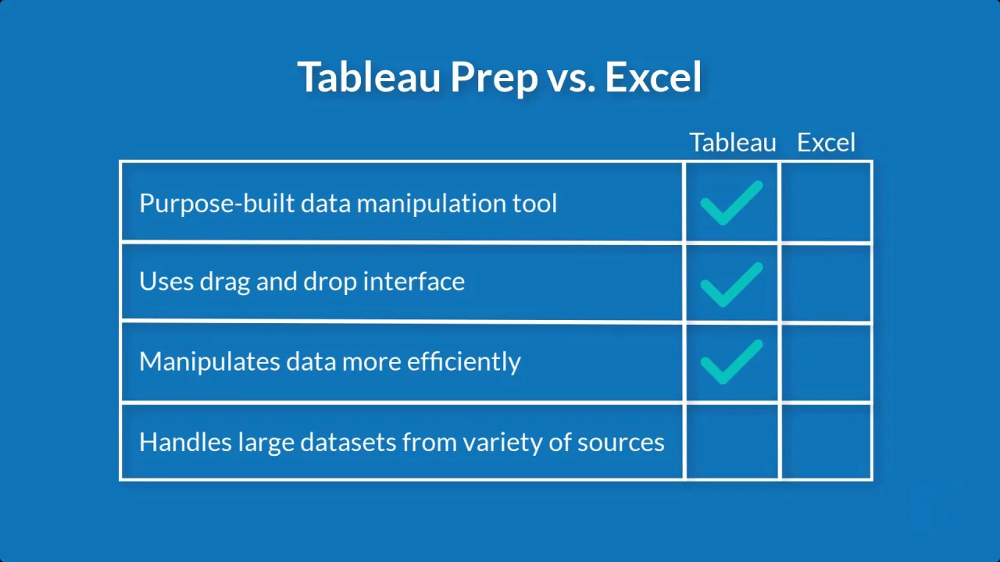 Tableau Prep vs. Excel
Tableau Excel
Purpose-built data manipulation tool
Uses drag and drop interface
Manipulates data more efficiently
Handles large datasets from variety of sources